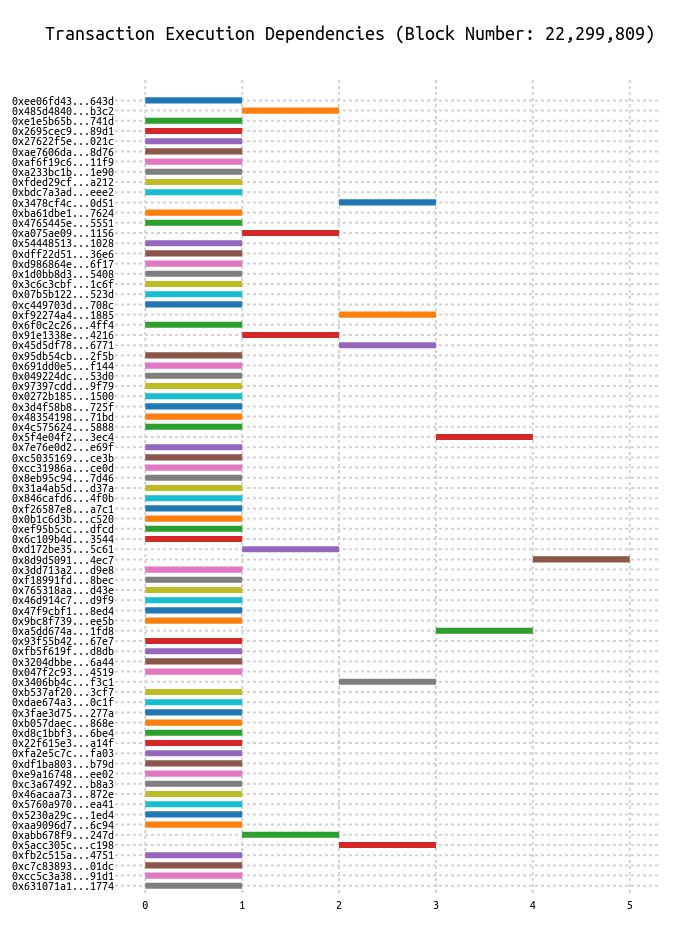 Transaction Execution Dependencies (Block Number: 22,299,809)
0xee06fd43...643d
0x485d4840...b3c2
0xe1e5b65b...741d
0x2695cec9...89d1
0x27622f5e...021c
0xae7606da...8d76
0xaf6f19c6...11f9
0xa233bc1b...1e90
0xfded29cf...a212
0xbdc7a3ad...eee2
0x3478cf4c...0d51
0xba61dbe1...7624
0x4765445e...5551
0xa075ae09...1156
0x54448513...1028
0xdff22d51...36e6
0xd986864e...6f17
0x1d0bb8d3...5408
0x3c6c3cbf...1c6f
0x07b5b122...523d
0xc449703d...708c
0xf92274a4...1885
0x6f0c2c26...4ff4
0x91e1338e...4216
0x45d5df78...6771
0x95db54cb...2f5b
0x691dd0e5...f144
0x049224dc...53d0
0x97397cdd...9f79
0x0272b185...1500
0x3d4f58b8...725f
0x48354198...71bd
0x4c575624...5888
0x5f4e04f2...3ec4
0x7e76e0d2...e69f
0xc5035169...ce3b
0xcc31986a...ce0d
0x8eb95c94...7d46
0x31a4ab5d...d37a
0x846cafd6...4f0b
0xf26587e8...a7c1
0x0b1c6d3b...c520
0xef95b5cc...dfcd
0x6c109b4d...3544
0xd172be35...5c61
0x8d9d5091...4ec7
0x3dd713a2...d9e8
0xf18991fd...8bec
0x765318aa...d43e
0x46d914c7...d9f9
0x47f9cbf1...8ed4
0x9bc8f739...ee5b
0xa5dd674a...1fd8
0x93f55b42...67e7
0xfb5f619f...d8db
0x3204dbbe...6a44
0x047f2c93...4519
0x3406bb4c...f3c1
0xb537af20...3cf7
0xdae674a3...0c1f
0x3fae3d75...277a
0xb057daec...868e
0xd8c1bbf3...6be4
0x22f615e3...a14f
0xfa2e5c7c...fa03
0xdf1ba803...b79d
0xe9a16748...ee02
0xc3a67492...b8a3
0x46acaa73...872e
0x5760a970...ea41
0x5230a29c...1ed4
0xaa9096d7...6c94
0xabb678f9...247d
0x5acc305c...c198
0xfb2c515a...4751
0xc7c83893...01dc
0xcc5c3a38...91d1
0x631071a1...1774
0 1 2 3 4 5